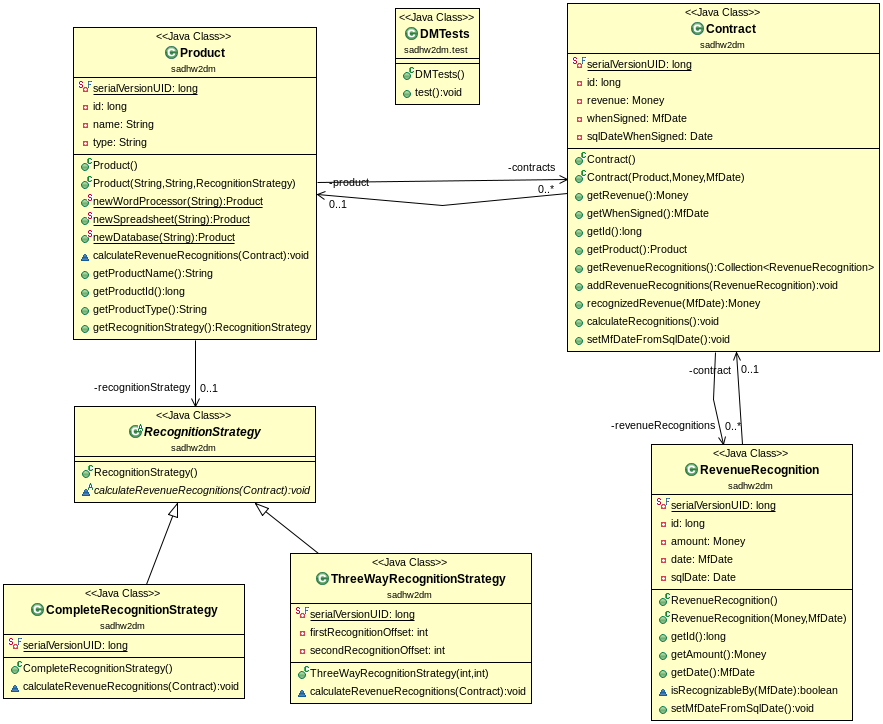 <<Java Class>>
Product
sadhw2dm
serialVersionUID: long
id: long
name: String
type: String
Product()
Product(String,String,RecognitionStrategy)
newWordProcessor(String):Product
newSpreadsheet(String):Product
newDatabase(String):Product
calculateRevenueRecognitions(Contract):void
getProductName():String
getProductId():long
getProductType():String
getRecognitionStrategy():RecognitionStrategy
<<Java Class>>
DMTests
sadhw2dm.test
DMTests()
test():void
<<Java Class>>
Contract
sadhw2dm
serialVersionUID: long
id: long
revenue: Money
whenSigned: MfDate
sqlDateWhenSigned: Date
Contract()
Contract(Product,Money,MfDate)
getRevenue():Money
getWhenSigned():MfDate
getId():long
getProduct():Product
getRevenueRecognitions():Collection<RevenueRecognition>
addRevenueRecognitions(RevenueRecognition):void
recognizedRevenue(MfDate):Money
calculateRecognitions():void
setMfDateFromSqlDate():void
-contracts
0..*
-product
0..1
-recognitionStrategy
0..1
-contract
0..1
-revenueRecognitions
0..*
<<Java Class>>
RecognitionStrategy
sadhw2dm
RecognitionStrategy()
calculateRevenueRecognitions(Contract):void
<<Java Class>>
CompleteRecognitionStrategy
sadhw2dm
serialVersionUID: long
CompleteRecognitionStrategy()
calculateRevenueRecognitions(Contract):void
<<Java Class>>
ThreeWayRecognitionStrategy
sadhw2dm
serialVersionUID: long
firstRecognitionOffset: int
secondRecognitionOffset: int
ThreeWayRecognitionStrategy(int,int)
calculateRevenueRecognitions(Contract):void
<<Java Class>>
RevenueRecognition
sadhw2dm
serialVersionUID: long
id: long
amount: Money
date: MfDate
sqlDate: Date
RevenueRecognition()
RevenueRecognition(Money,MfDate)
getId():long
getAmount():Money
getDate():MfDate
isRecognizableBy(MfDate):boolean
setMfDateFromSqlDate():void